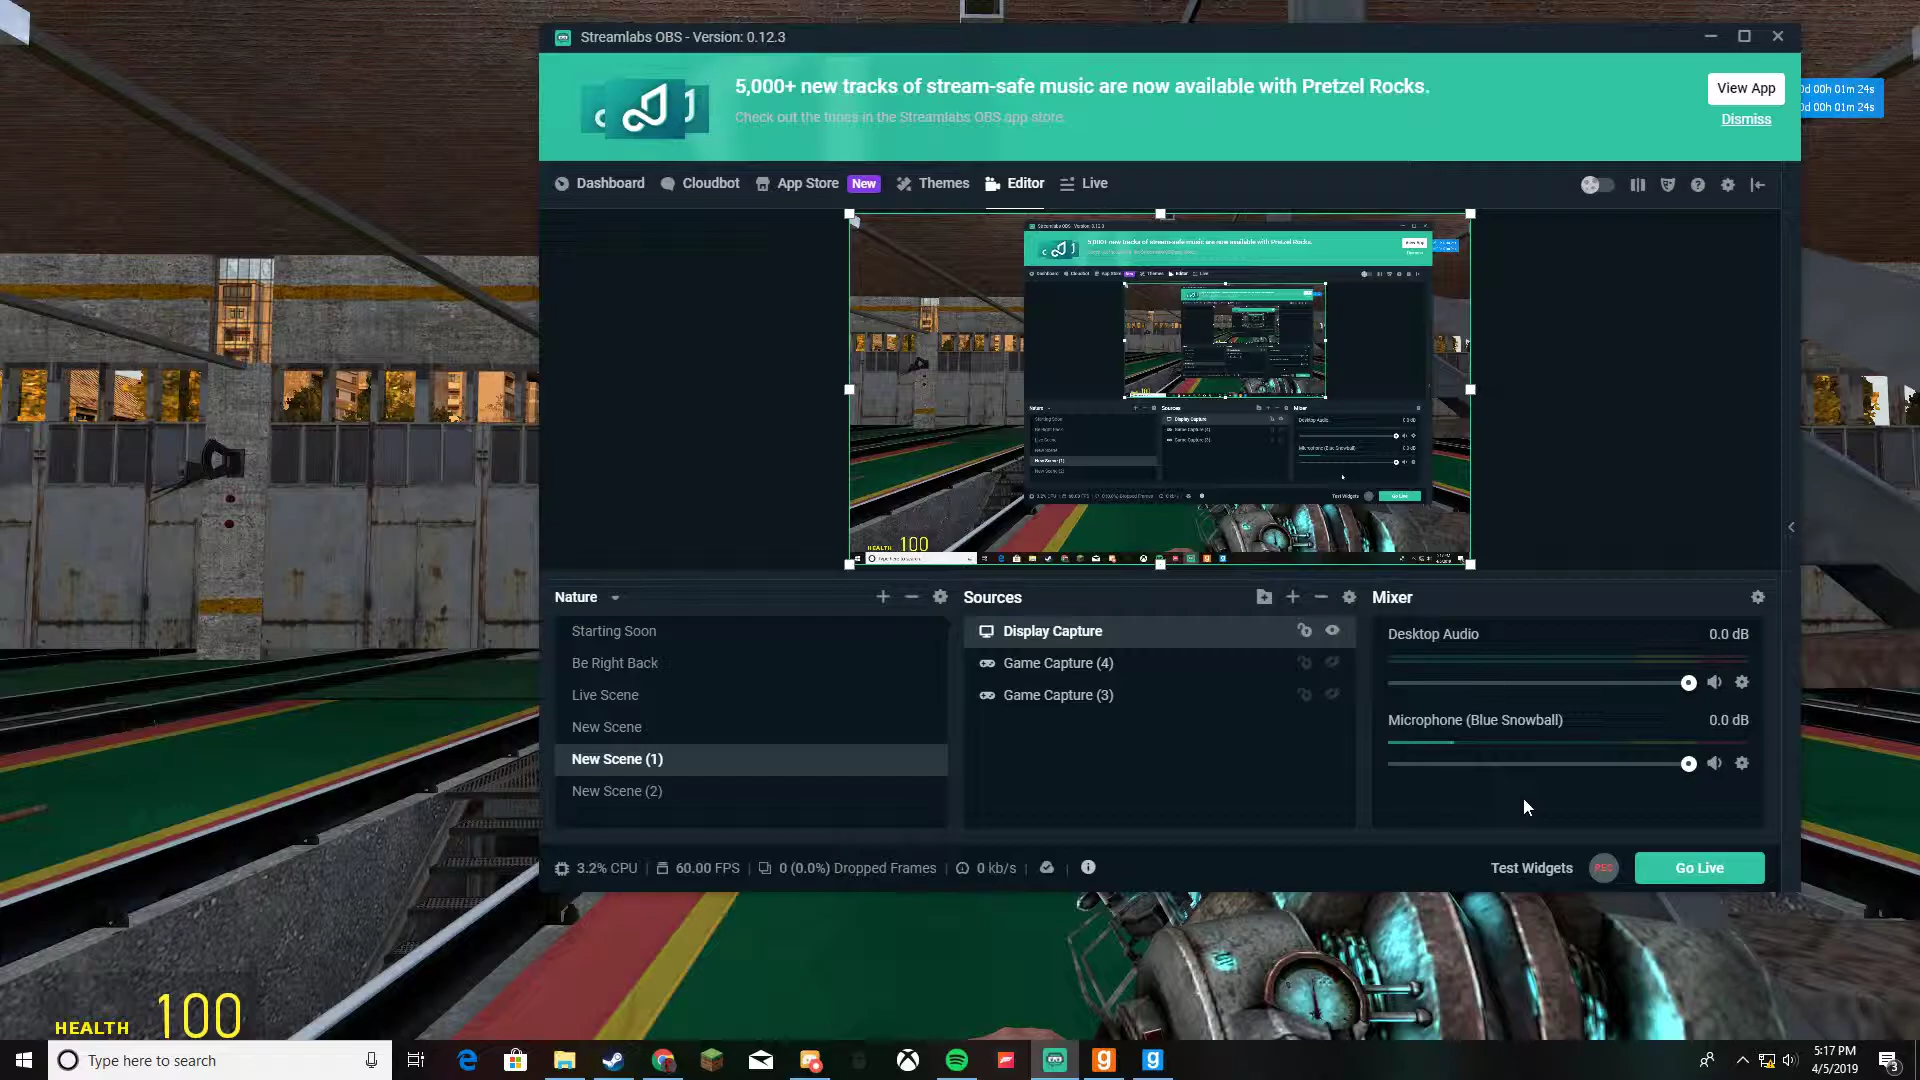 Streamlabs OBS - Version: 0.12.3
5,000+ new tracks of stream-safe music are now available with Pretzel Rocks.
Check out the tunes in the Streamlabs OBS app store.
View App
Dismiss
0d 00h 01m 24s
0d 00h 01m 24s
Dashboard
Cloudbot
App Store
New
Themes
Editor
Live
Nature
Starting Soon
Be Right Back
Live Scene
New Scene
New Scene (1)
New Scene (2)
Sources
Display Capture
Game Capture (4)
Game Capture (3)
Mixer
Desktop Audio
0.0 dB
Microphone (Blue Snowball)
0.0 dB
3.2% CPU
60.00 FPS
0 (0.0%) Dropped Frames
0 kb/s
Test Widgets
REC
Go Live
HEALTH 100
Type here to search
5:17 PM
4/5/2019
3